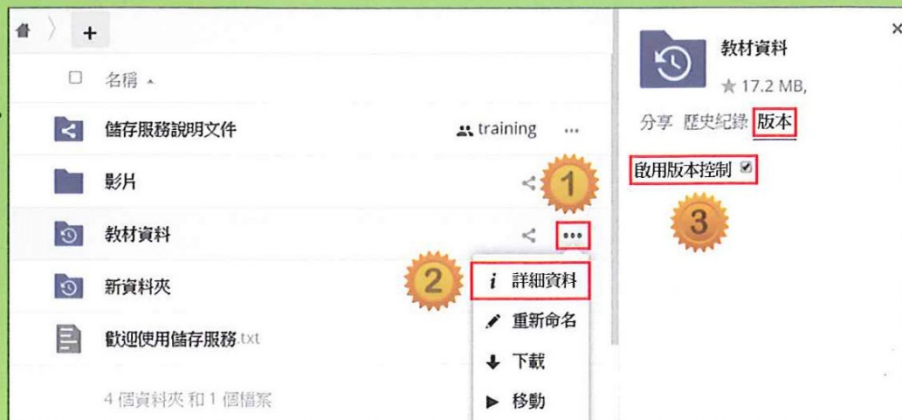 +
名稱
儲存服務說明文件 training ...
影片
1
教材資料 ...
2
i 詳細資料
新資料夾
重新命名
歡迎使用儲存服務.txt
下載
4 個資料夾 和 1 個檔案
移動
×
教材資料
★ 17.2 MB,
分享 歷史紀錄 版本
啟用版本控制
3